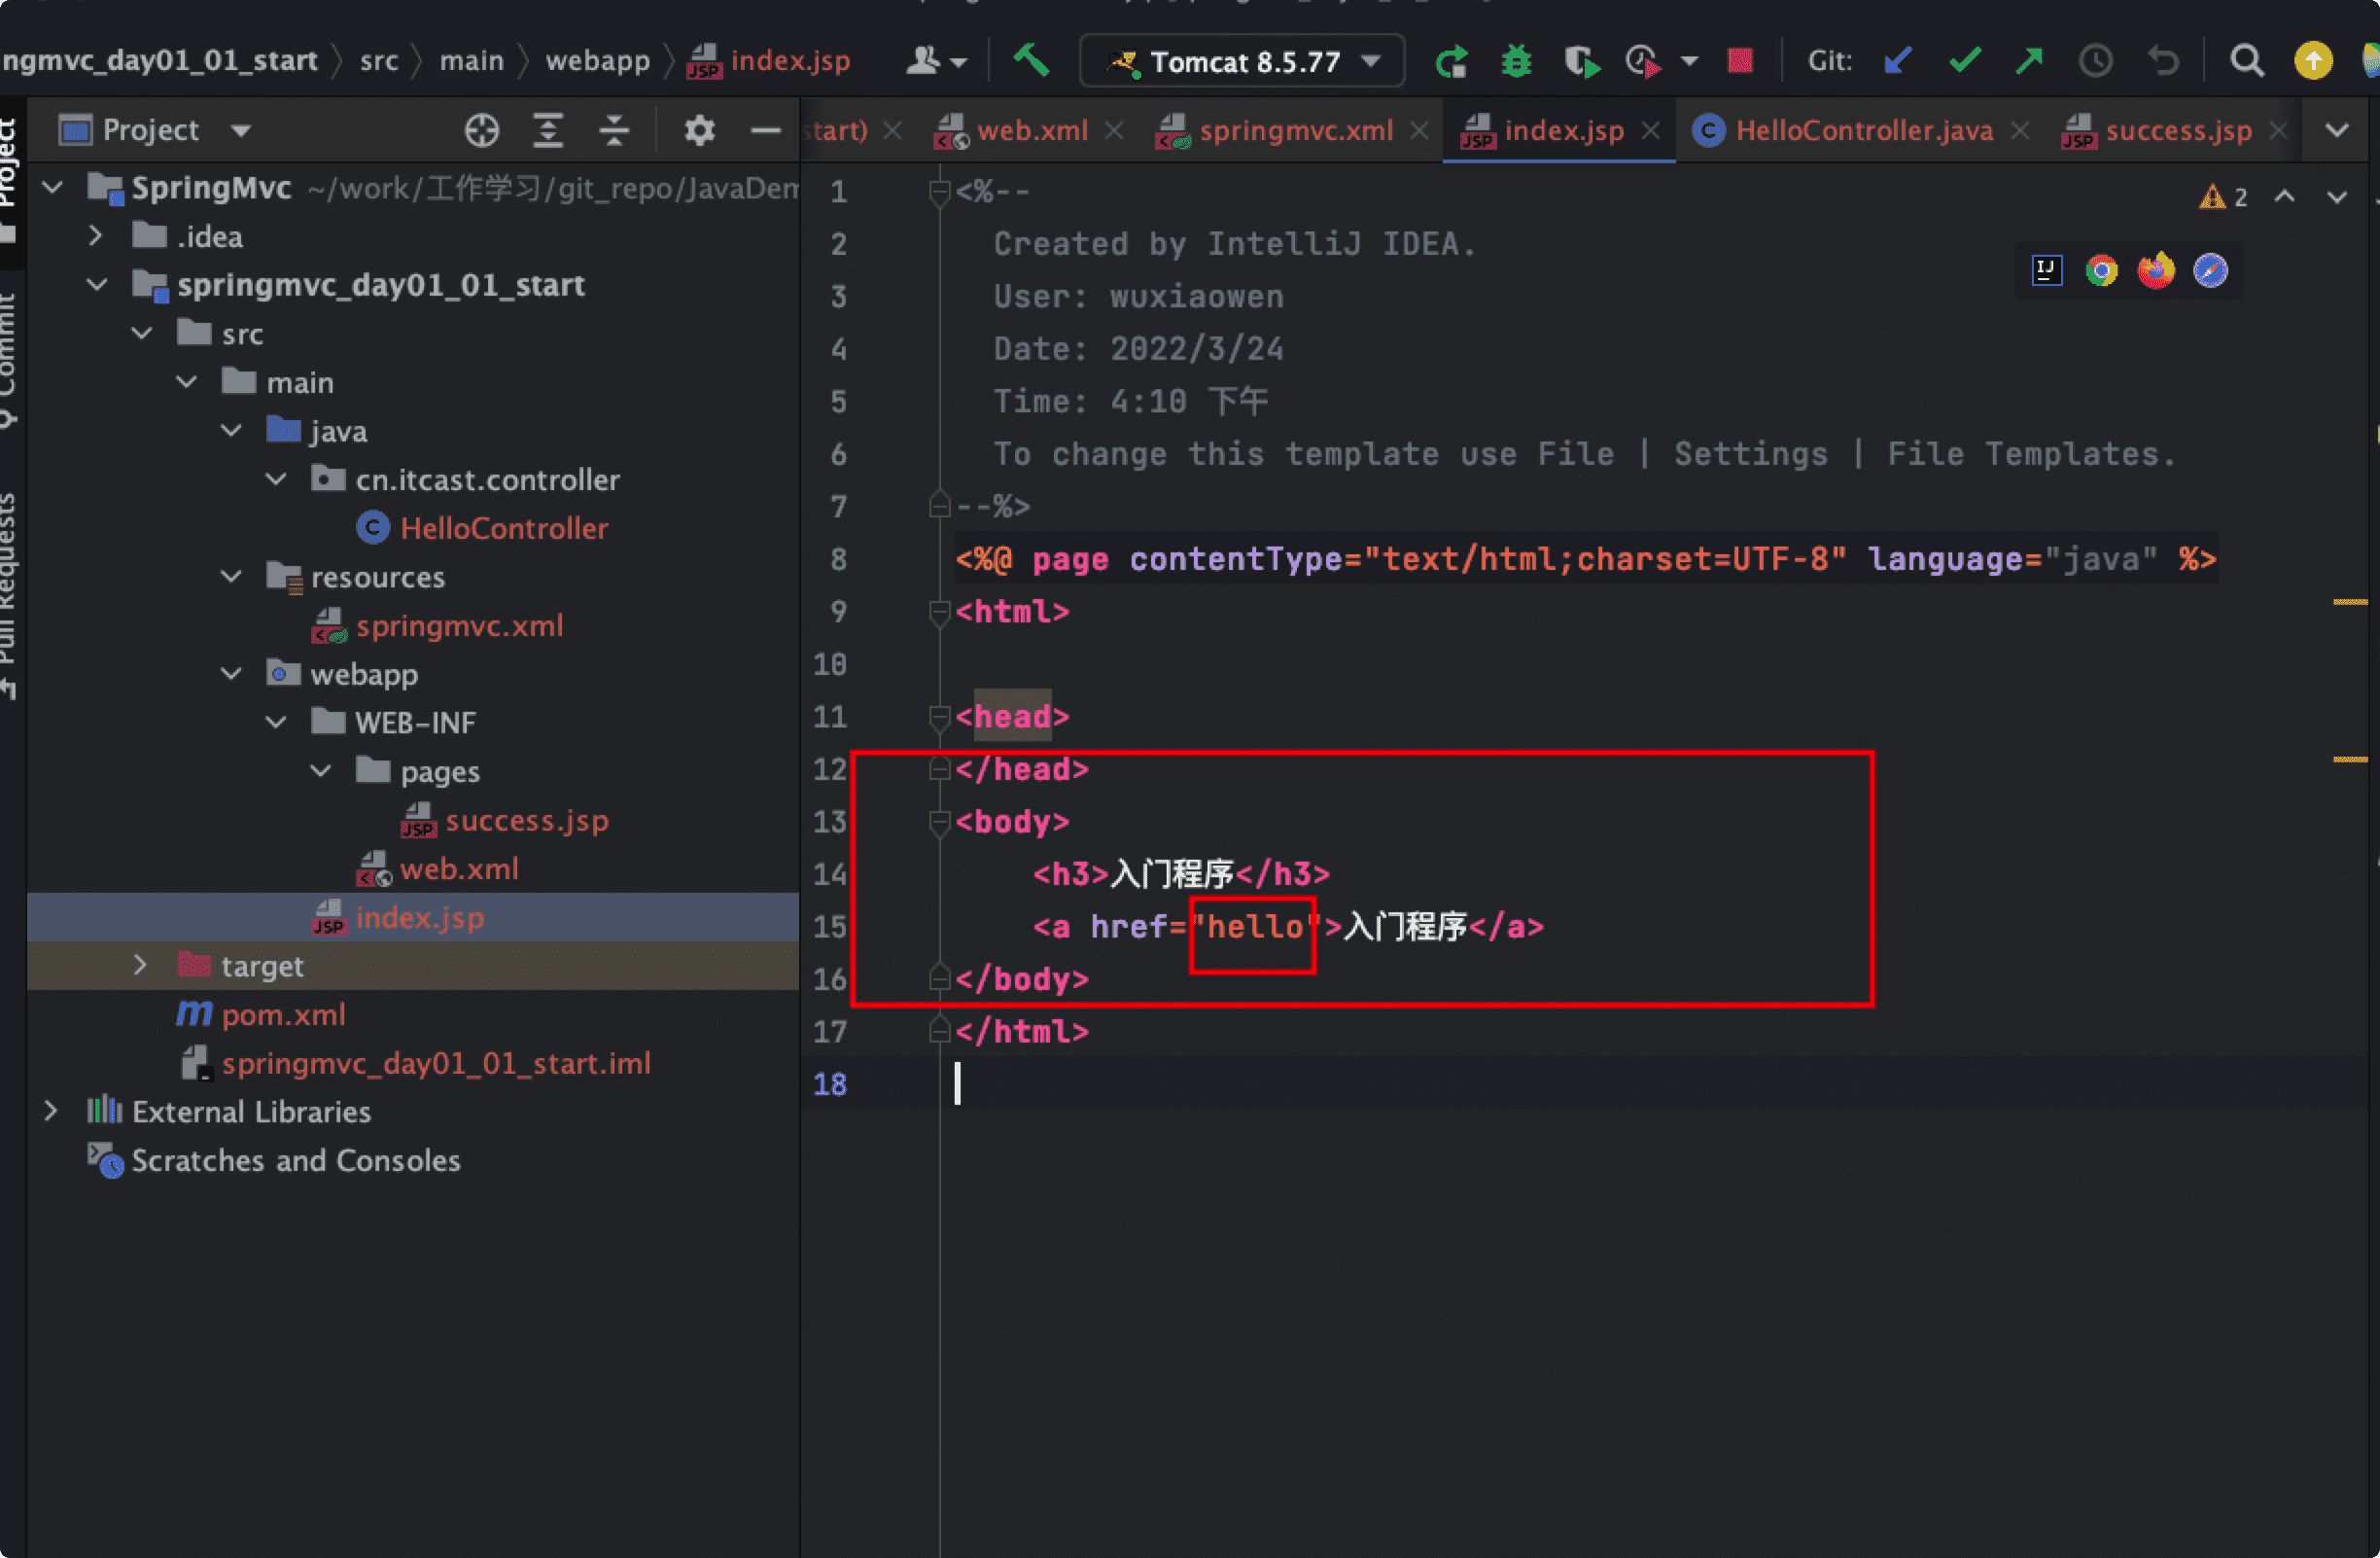 ngmvc_day01_01_start 〉 src 〉 main 〉 webapp 〉 index.jsp
Tomcat 8.5.77
Git:
Project
start)
web.xml
springmvc.xml
index.jsp
HelloController.java
success.jsp
Project
Commit
Pull Requests
SpringMvc ~/work/工作学习/git_repo/JavaDem
.idea
springmvc_day01_01_start
src
main
java
cn.itcast.controller
HelloController
resources
springmvc.xml
webapp
WEB-INF
pages
success.jsp
web.xml
index.jsp
target
pom.xml
springmvc_day01_01_start.iml
External Libraries
Scratches and Consoles
2
1 <%--
2 Created by IntelliJ IDEA.
3 User: wuxiaowen
4 Date: 2022/3/24
5 Time: 4:10 下午
6 To change this template use File | Settings | File Templates.
7 --%>
8 <%@ page contentType="text/html;charset=UTF-8" language="java" %>
9 <html>
10
11 <head>
12 </head>
13 <body>
14 <h3>入门程序</h3>
15 <a href="hello">入门程序</a>
16 </body>
17 </html>
18